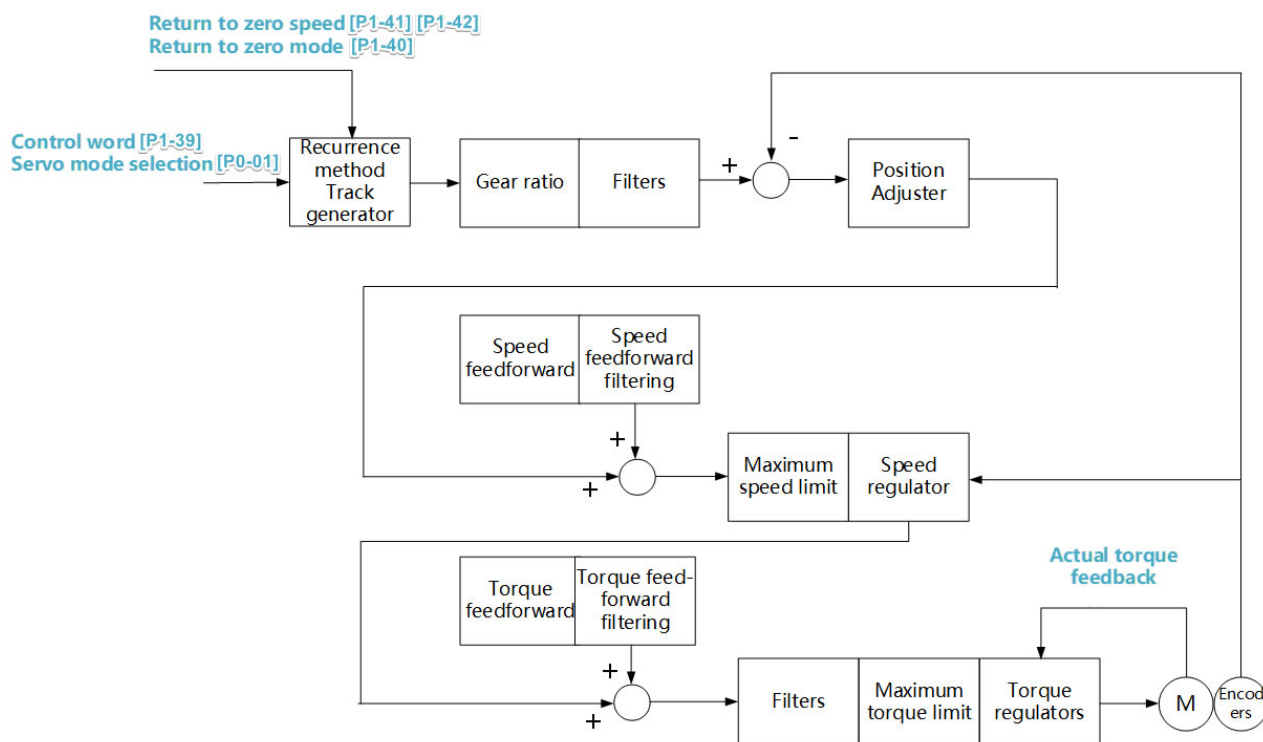 Return to zero speed [P1-41] [P1-42]
Return to zero mode [P1-40]
Control word [P1-39]
Servo mode selection [P0-01]
Recurrence
method
Track
generator
Gear ratio
Filters
+
-
Position
Adjuster
Speed
feedforward
Speed
feedforward
filtering
+
+
Maximum
speed limit
Speed
regulator
Torque
feedforward
Torque feed-
forward
filtering
+
+
Filters
Maximum
torque limit
Torque
regulators
Actual torque
feedback
M
Encod
ers